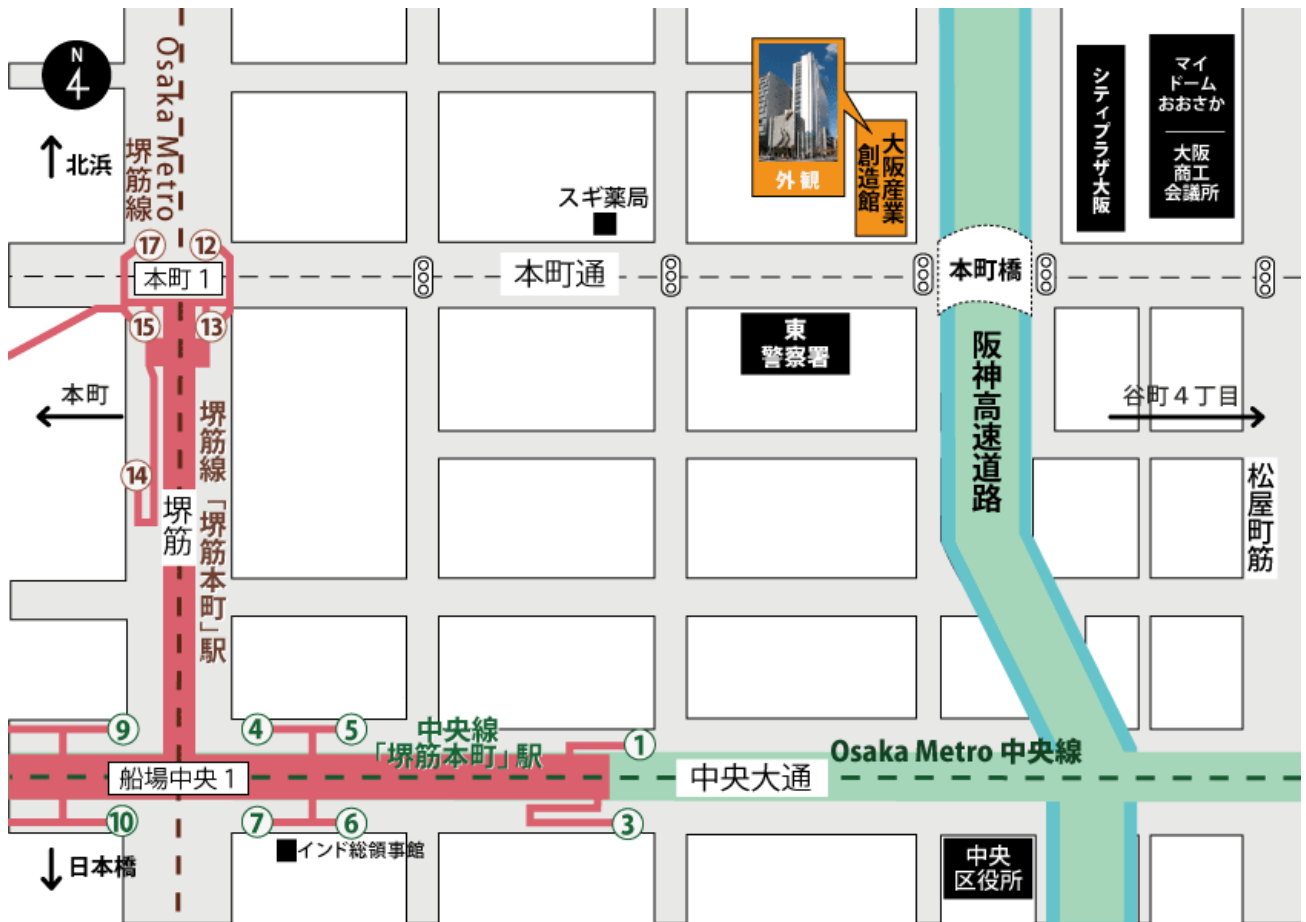 N
4
北浜
Osaka Metro
堺筋線
外観
大阪産業
創造館
シティプラザ大阪
マイ
ドーム
おおさか
大阪
商工
会議所
スギ薬局
17
12
本町1
本町通
本町橋
15
13
東
警察署
阪神高速道路
本町
谷町4丁目
堺筋線「堺筋本町」駅
14
堺筋
松屋町筋
9
4
5
中央線
「堺筋本町」駅
1
Osaka Metro 中央線
船場中央1
中央大通
10
7
6
3
日本橋
インド総領事館
中央
区役所